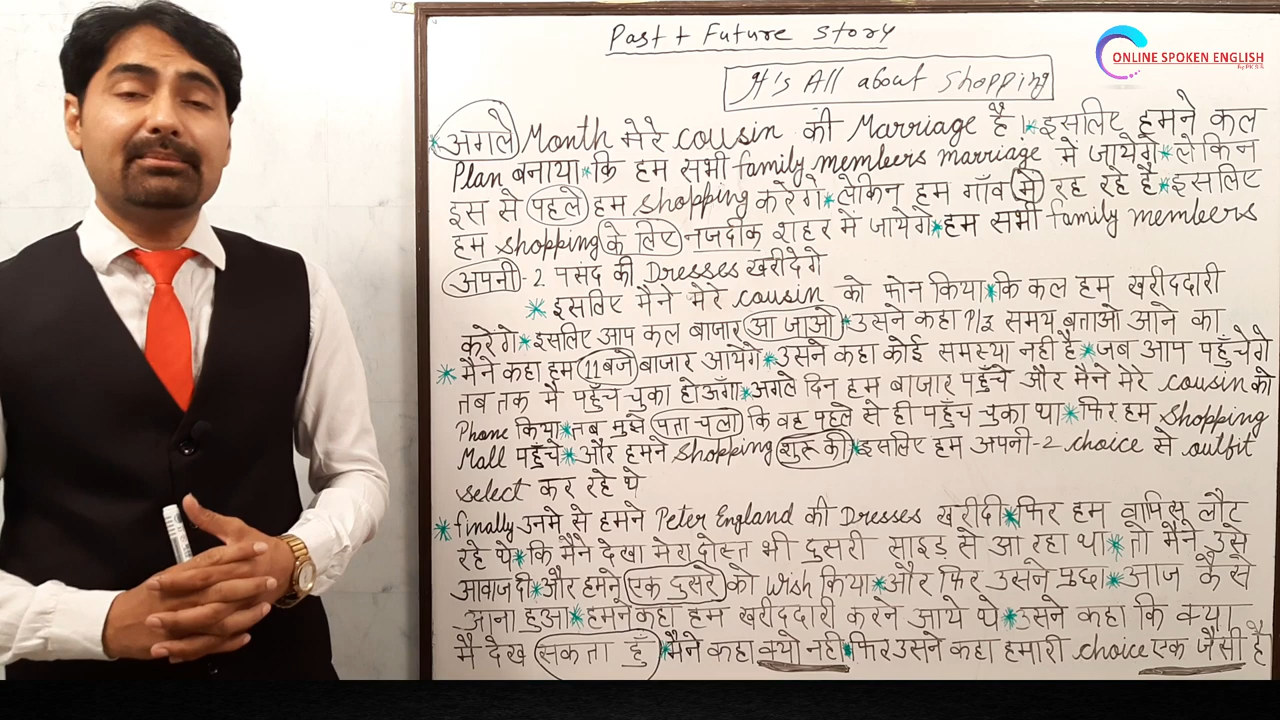 Past + Future Story
ONLINE SPOKEN ENGLISH
It's All about Shopping
*अगले Month मेरे cousin की Marriage है।*इसलिए हमने कल
Plan बनाया*कि हम सभी family members marriage में जायेंगे*लेकिन
इस से पहले हम shopping करेंगे*लेकिन हम गाँव में रह रहे है*इसलिए
हम shopping के लिए नजदीक शहर में जायेगे*हम सभी family members
अपनी-2 पसंद की Dresses खरीदेगे
*इसलिए मैने मेरे cousin को फोन किया*कि कल हम खरीददारी
करेगे*इसलिए आप कल बाजार आ जाओ*उसने कहा Plz समय बताओ आने का
*मैने कहा हम 11बजे बाजार आयेगे*उसने कहा कोई समस्या नही है*जब आप पहुँचेगे
तब तक मै पहुँच चुका होऊँगा*अगले दिन हम बाजार पहुँचे और मैने मेरे cousin को
Phone किया*तब मुझे पता चला कि वह पहले से ही पहुँच चुका था*फिर हम shopping
Mall पहुँचे*और हमने shopping शुरू की*इसलिए हम अपनी-2 choice से outfit
select कर रहे थे
*finally उनमे से हमने Peter England की Dresses खरीदी*फिर हम वापिस लौट
रहे थे*कि मैने देखा मेरा दोस्त भी दुसरी साइड से आ रहा था*तो मैने उसे
आवाज दी*और हमने एक दुसरे को wish किया*और फिर उसने पुछा*आज कैसे
आना हुआ*हमने कहा हम खरीददारी करने आये थे*उसने कहा कि क्या
मै देख सकता हूँ*मैने कहा क्यो नही*फिर उसने कहा हमारी choice एक जैसी है